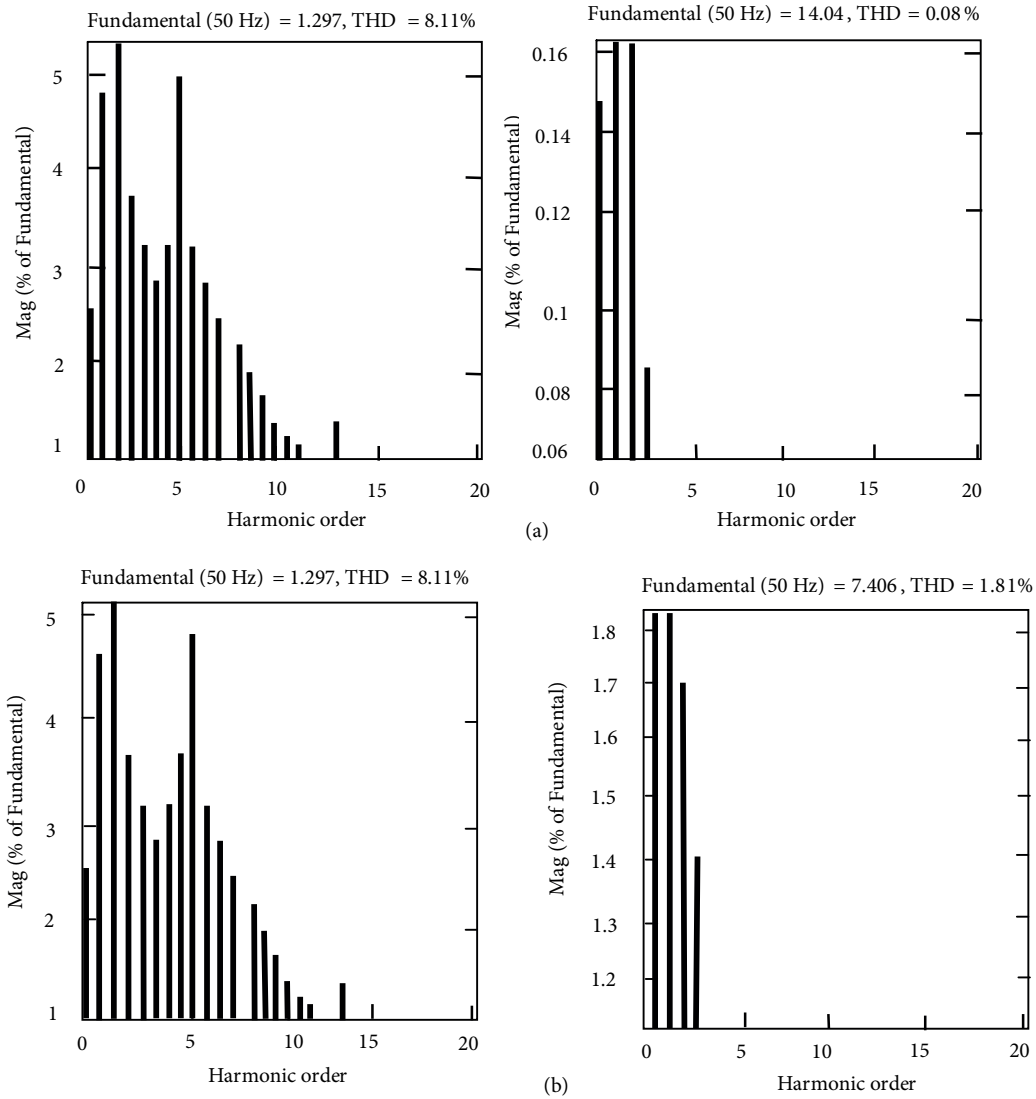 Fundamental (50 Hz) = 1.297, THD = 8.11%
5
4
3
2
1
Mag (% of Fundamental)
0 5 10 15 20
Harmonic order
Fundamental (50 Hz) = 14.04, THD = 0.08%
0.16
0.14
0.12
0.1
0.08
0.06
Mag (% of Fundamental)
0 5 10 15 20
Harmonic order
(a)
Fundamental (50 Hz) = 1.297, THD = 8.11%
5
4
3
2
1
Mag (% of Fundamental)
0 5 10 15 20
Harmonic order
Fundamental (50 Hz) = 7.406, THD = 1.81%
1.8
1.7
1.6
1.5
1.4
1.3
1.2
Mag (% of Fundamental)
0 5 10 15 20
Harmonic order
(b)